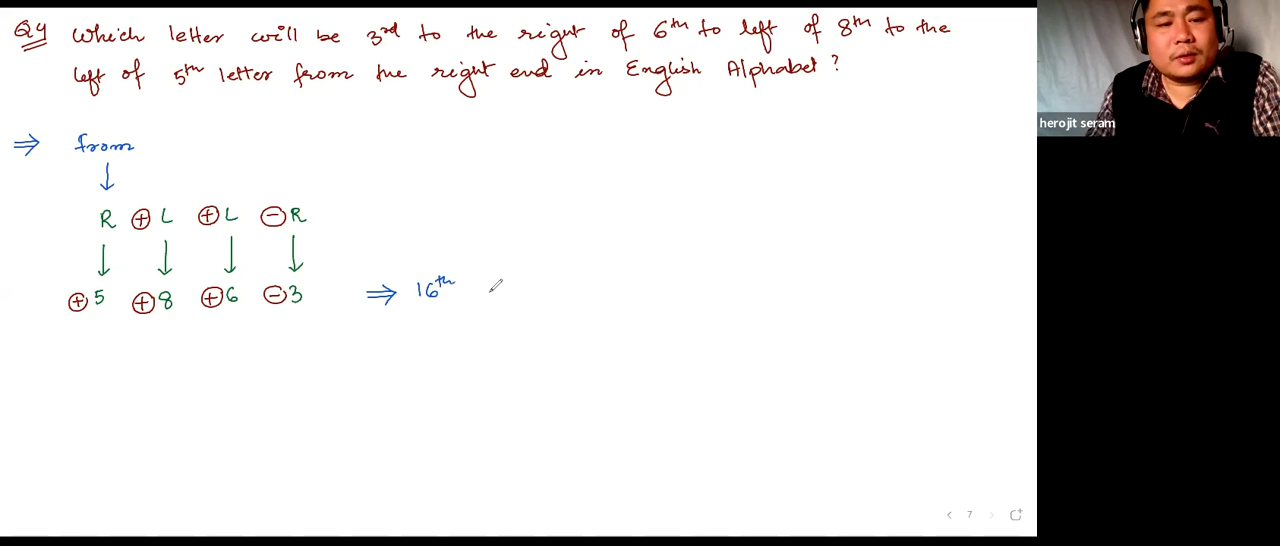 Q4 Which letter will be 3rd to the right of 6th to left of 8th to the
left of 5th letter from the right end in English Alphabet?
⇒ from
↓
R ⊕ L ⊕ L ⊖ R
↓ ↓ ↓ ↓
⊕ 5 ⊕ 8 ⊕ 6 ⊖ 3 ⇒ 16th
herojit seram
< 7 >